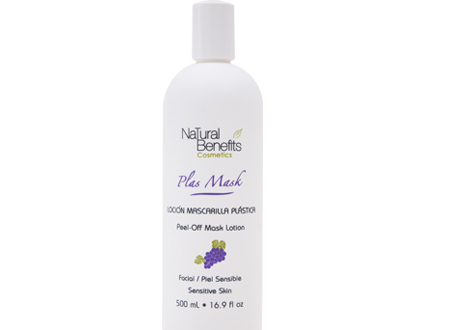 Natural
Benefits
Cosmetics
Plas Mask
LOCIÓN MASCARILLA PLÁSTICA
Peel-Off Mask Lotion
Facial / Piel Sensible
Sensitive Skin
500 mL • 16.9 fl oz